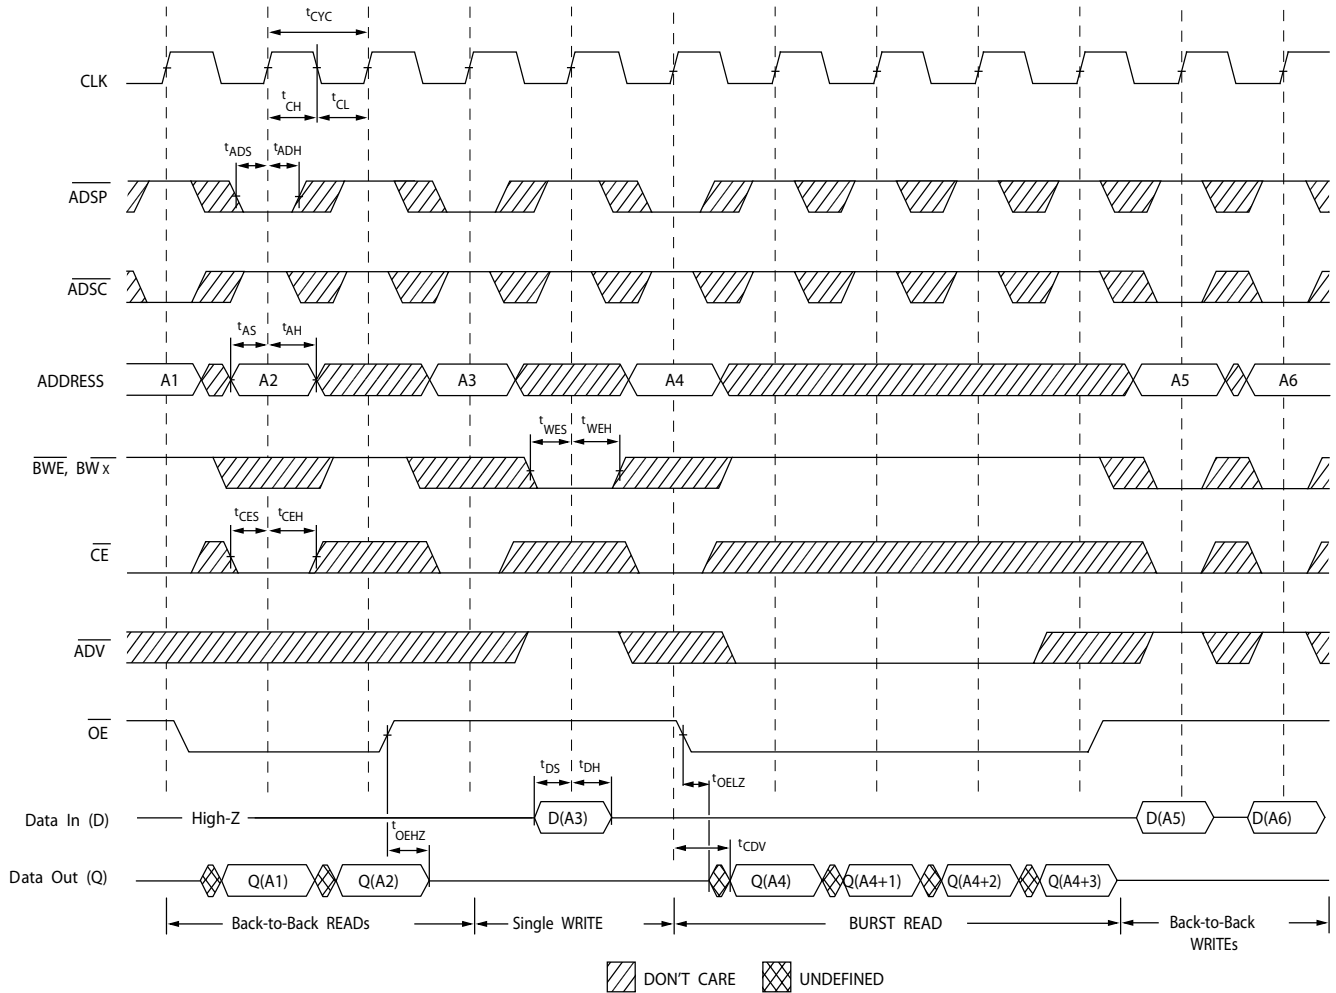 tCYC
CLK
tCH tCL
tADS tADH
ADSP
ADSC
tAS tAH
ADDRESS A1 A2 A3 A4 A5 A6
tWES tWEH
BWE, BW x
tCES tCEH
CE
ADV
OE
tDS tDH tOELZ
Data In (D) High-Z D(A3) D(A5) D(A6)
tOEHZ tCDV
Data Out (Q) Q(A1) Q(A2) Q(A4) Q(A4+1) Q(A4+2) Q(A4+3)
Back-to-Back READs Single WRITE BURST READ Back-to-Back
WRITEs
DON'T CARE UNDEFINED